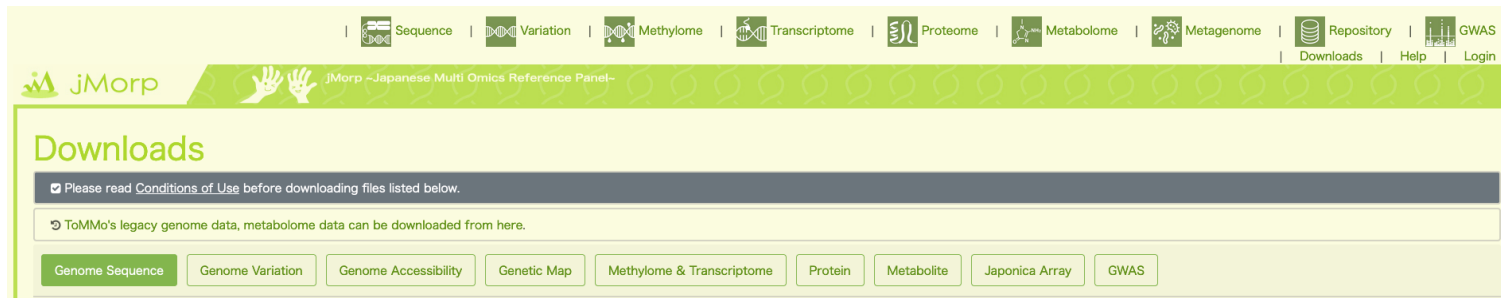 | Sequence | Variation | Methylome | Transcriptome | Proteome | Metabolome | Metagenome | Repository | GWAS
| Downloads | Help | Login
jMorp
jMorp ~Japanese Multi Omics Reference Panel~
Downloads
Please read Conditions of Use before downloading files listed below.
ToMMo's legacy genome data, metabolome data can be downloaded from here.
Genome Sequence Genome Variation Genome Accessibility Genetic Map Methylome & Transcriptome Protein Metabolite Japonica Array GWAS